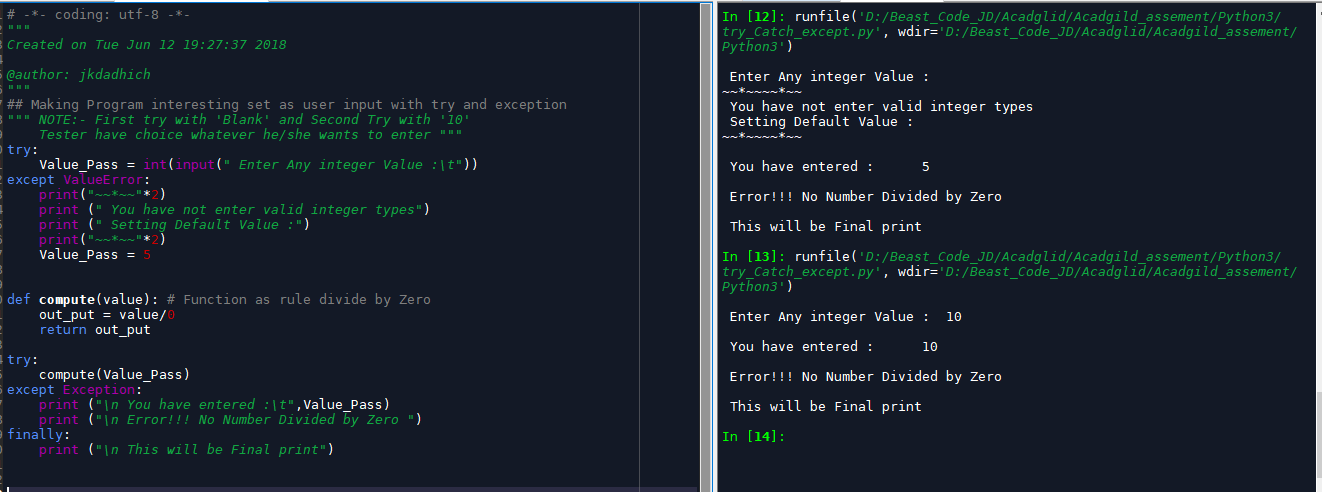 # -*- coding: utf-8 -*-
"""
Created on Tue Jun 12 19:27:37 2018
@author: jkdadhich
"""
## Making Program interesting set as user input with try and exception
""" NOTE:- First try with 'Blank' and Second Try with '10'
    Tester have choice whatever he/she wants to enter """
try:
    Value_Pass = int(input(" Enter Any integer Value :\t"))
except ValueError:
    print("~~*~~"*2)
    print (" You have not enter valid integer types")
    print (" Setting Default Value :")
    print("~~*~~"*2)
    Value_Pass = 5
def compute(value): # Function as rule divide by Zero
    out_put = value/0
    return out_put
try:
    compute(Value_Pass)
except Exception:
    print ("\n You have entered :\t",Value_Pass)
    print ("\n Error!!! No Number Divided by Zero ")
finally:
    print ("\n This will be Final print")
In [12]: runfile('D:/Beast_Code_JD/Acadglid/Acadgild_assement/Python3/
try_Catch_except.py', wdir='D:/Beast_Code_JD/Acadglid/Acadgild_assement/
Python3')
 Enter Any integer Value :
~~*~~~~*~~
 You have not enter valid integer types
 Setting Default Value :
~~*~~~~*~~
 You have entered :      5
 Error!!! No Number Divided by Zero
 This will be Final print
In [13]: runfile('D:/Beast_Code_JD/Acadglid/Acadgild_assement/Python3/
try_Catch_except.py', wdir='D:/Beast_Code_JD/Acadglid/Acadgild_assement/
Python3')
 Enter Any integer Value :  10
 You have entered :      10
 Error!!! No Number Divided by Zero
 This will be Final print
In [14]: